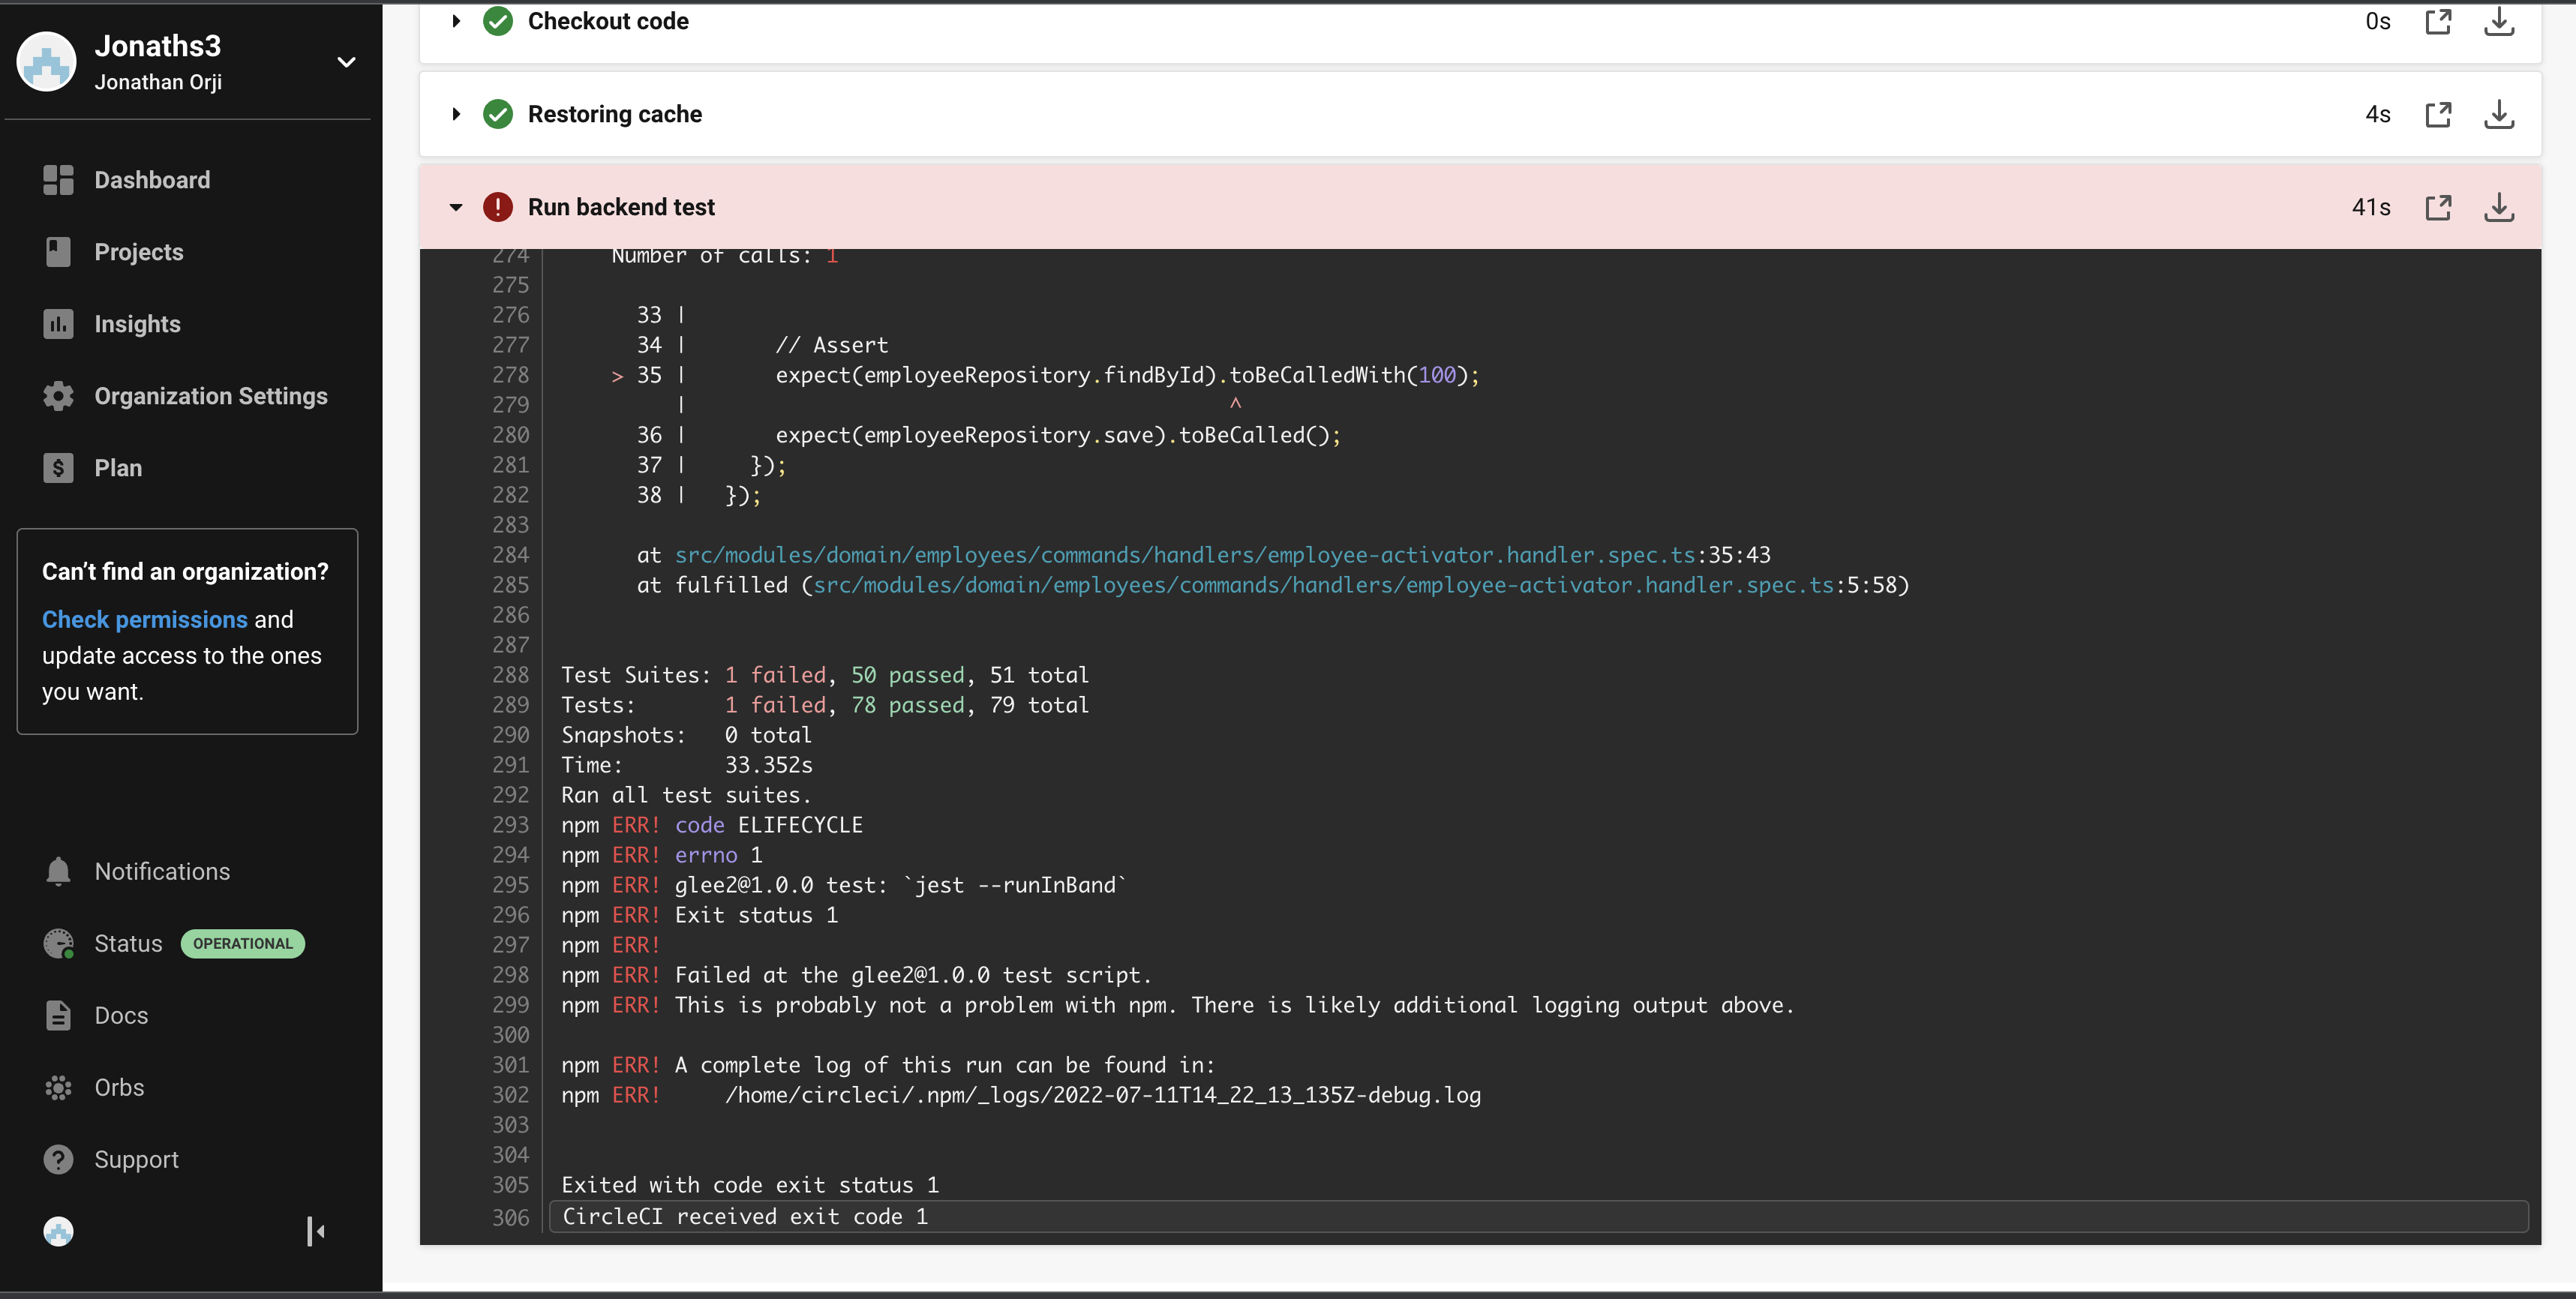 Jonaths3
Jonathan Orji
Dashboard
Projects
Insights
Organization Settings
Plan
Can’t find an organization?
Check permissions and
update access to the ones
you want.
Notifications
Status OPERATIONAL
Docs
Orbs
Support
Checkout code 0s
Restoring cache 4s
Run backend test 41s
274 Number of calls: 1
275
276 33 |
277 34 | // Assert
278 > 35 | expect(employeeRepository.findById).toBeCalledWith(100);
279 | ^
280 36 | expect(employeeRepository.save).toBeCalled();
281 37 | });
282 38 | });
283
284 at src/modules/domain/employees/commands/handlers/employee-activator.handler.spec.ts:35:43
285 at fulfilled (src/modules/domain/employees/commands/handlers/employee-activator.handler.spec.ts:5:58)
286
287
288 Test Suites: 1 failed, 50 passed, 51 total
289 Tests: 1 failed, 78 passed, 79 total
290 Snapshots: 0 total
291 Time: 33.352s
292 Ran all test suites.
293 npm ERR! code ELIFECYCLE
294 npm ERR! errno 1
295 npm ERR! glee2@1.0.0 test: `jest --runInBand`
296 npm ERR! Exit status 1
297 npm ERR!
298 npm ERR! Failed at the glee2@1.0.0 test script.
299 npm ERR! This is probably not a problem with npm. There is likely additional logging output above.
300
301 npm ERR! A complete log of this run can be found in:
302 npm ERR! /home/circleci/.npm/_logs/2022-07-11T14_22_13_135Z-debug.log
303
304
305 Exited with code exit status 1
306 CircleCI received exit code 1